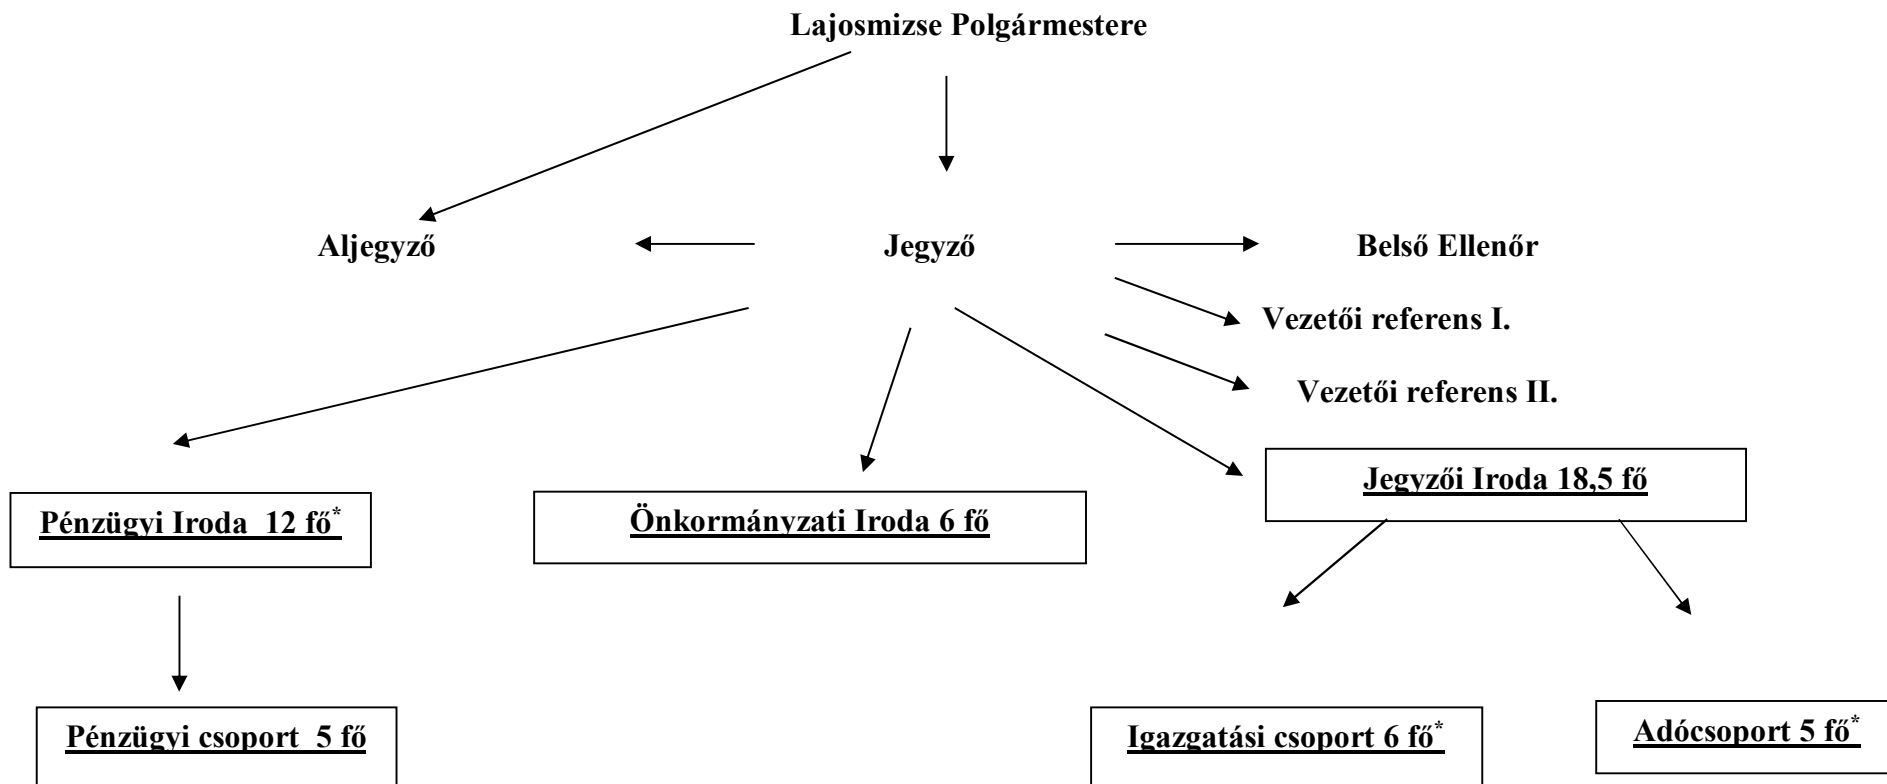 Lajosmizse Polgármestere
Aljegyző
Jegyző
Belső Ellenőr
Vezetői referens I.
Vezetői referens II.
Jegyzői Iroda 18,5 fő
Pénzügyi Iroda  12 fő*
Önkormányzati Iroda 6 fő
Pénzügyi csoport  5 fő
Igazgatási csoport 6 fő*
Adócsoport 5 fő*